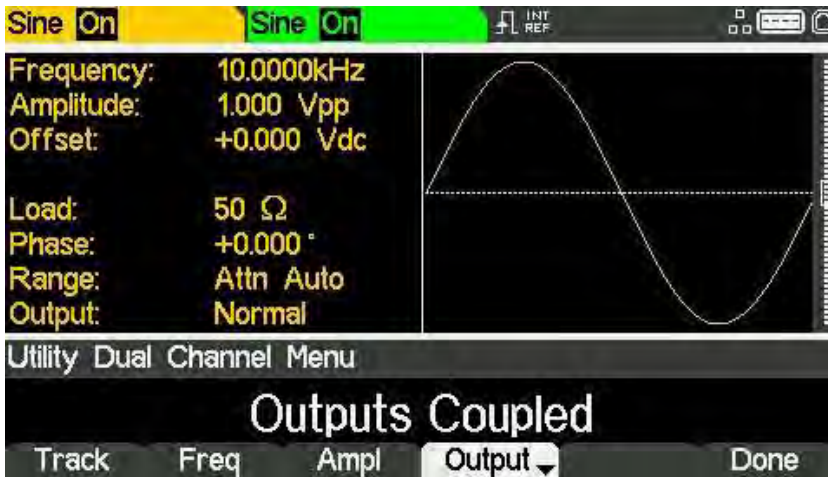 Sine On Sine On INT
REF
Frequency: 10.0000kHz
Amplitude: 1.000 Vpp
Offset: +0.000 Vdc
Load: 50 Ω
Phase: +0.000 °
Range: Attn Auto
Output: Normal
Utility Dual Channel Menu
Outputs Coupled
Track Freq Ampl Output Done